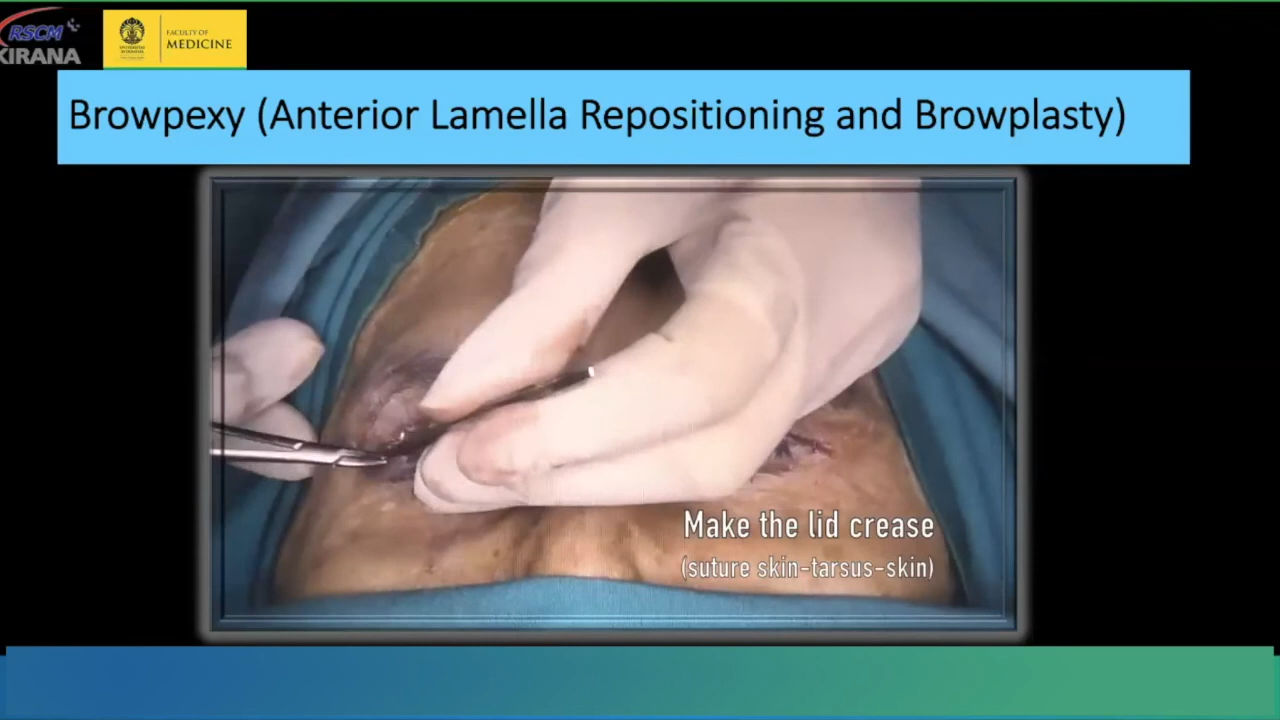 RSCM
KIRANA
FACULTY OF
MEDICINE
Browpexy (Anterior Lamella Repositioning and Browplasty)
Make the lid crease
(suture skin-tarsus-skin)